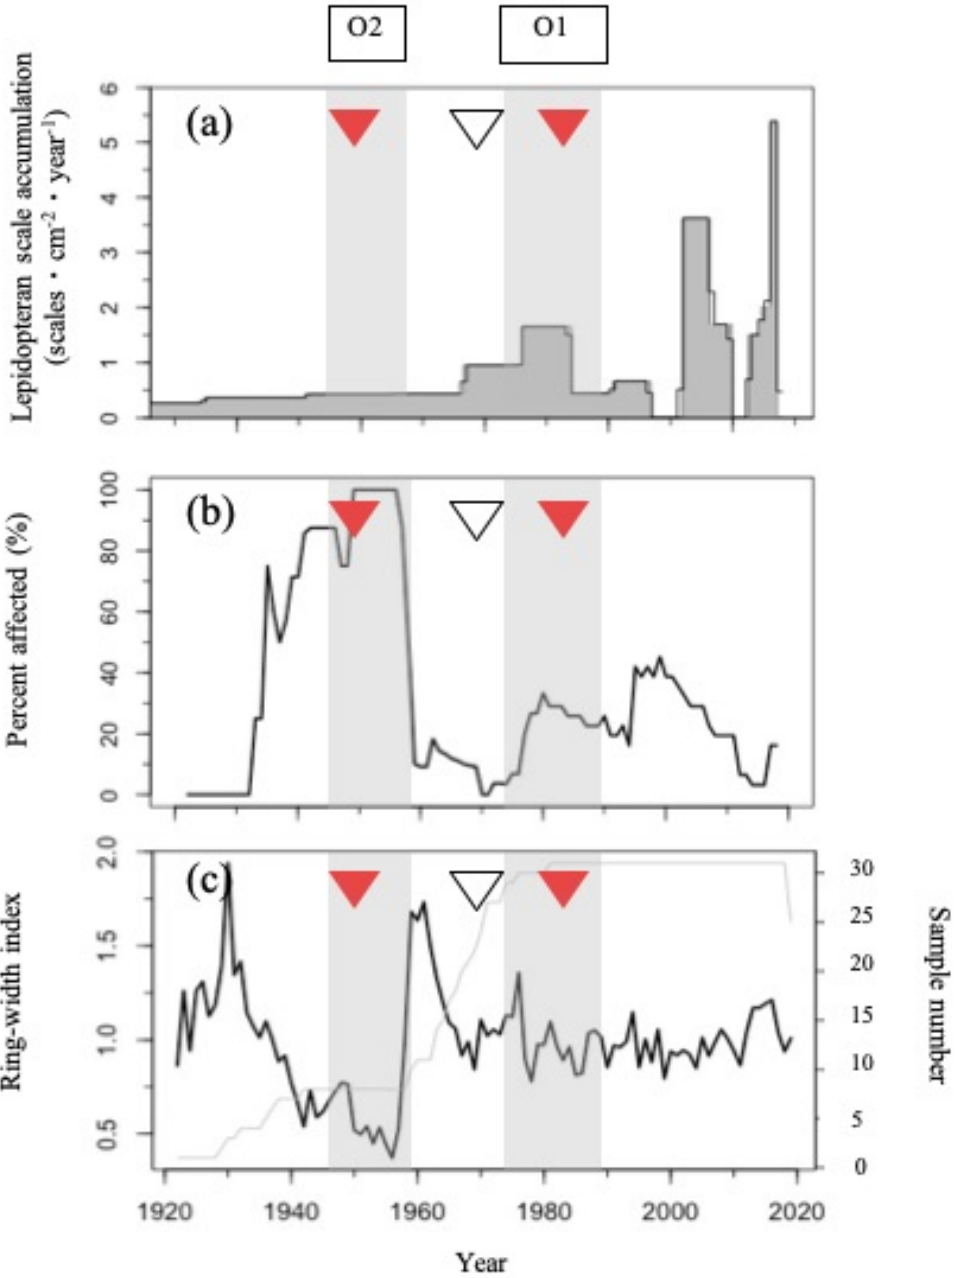 O2
O1
Lepidopteran scale accumulation
(scales · cm⁻² · year⁻¹)
6
5
4
3
2
1
0
(a)
Percent affected (%)
100
80
60
40
20
0
(b)
Ring-width index
2.0
1.5
1.0
0.5
(c)
30
25
20
15
10
5
0
Sample number
1920 1940 1960 1980 2000 2020
Year